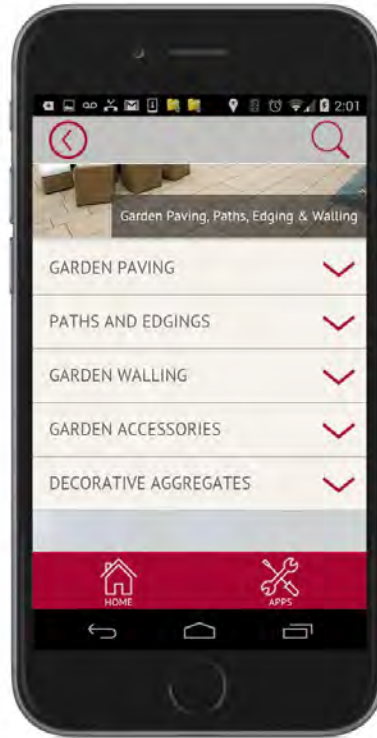 2:01
Garden Paving, Paths, Edging & Walling
GARDEN PAVING
PATHS AND EDGINGS
GARDEN WALLING
GARDEN ACCESSORIES
DECORATIVE AGGREGATES
HOME
APPS